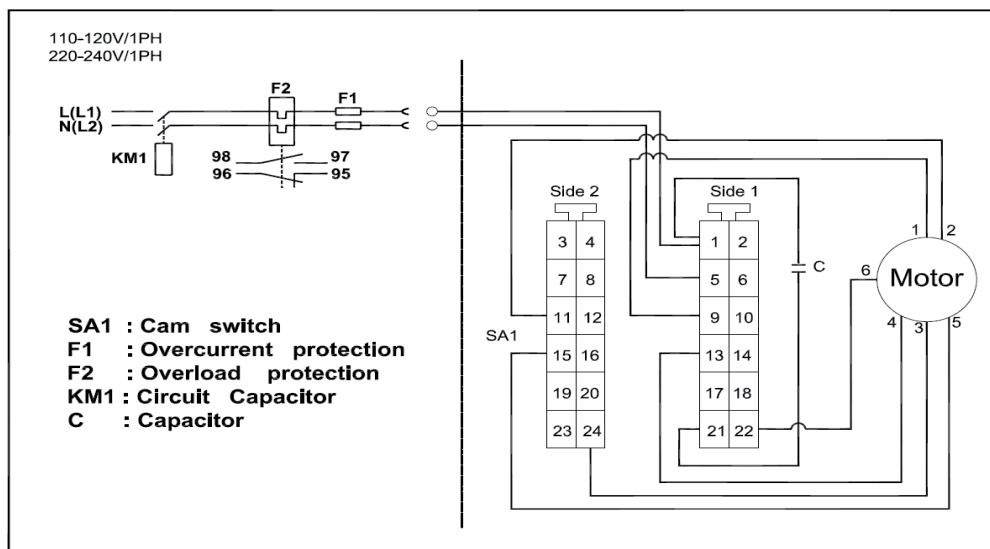 110-120V/1PH
220-240V/1PH
F2
F1
L(L1)
N(L2)
KM1
98
97
96
95
Side 2
Side 1
1
2
3 4
1 2
7 8
5 6
C
6
Motor
11 12
9 10
4
3
5
SA1
15 16
13 14
19 20
17 18
23 24
21 22
SA1 : Cam switch
F1 : Overcurrent protection
F2 : Overload protection
KM1 : Circuit Capacitor
C : Capacitor